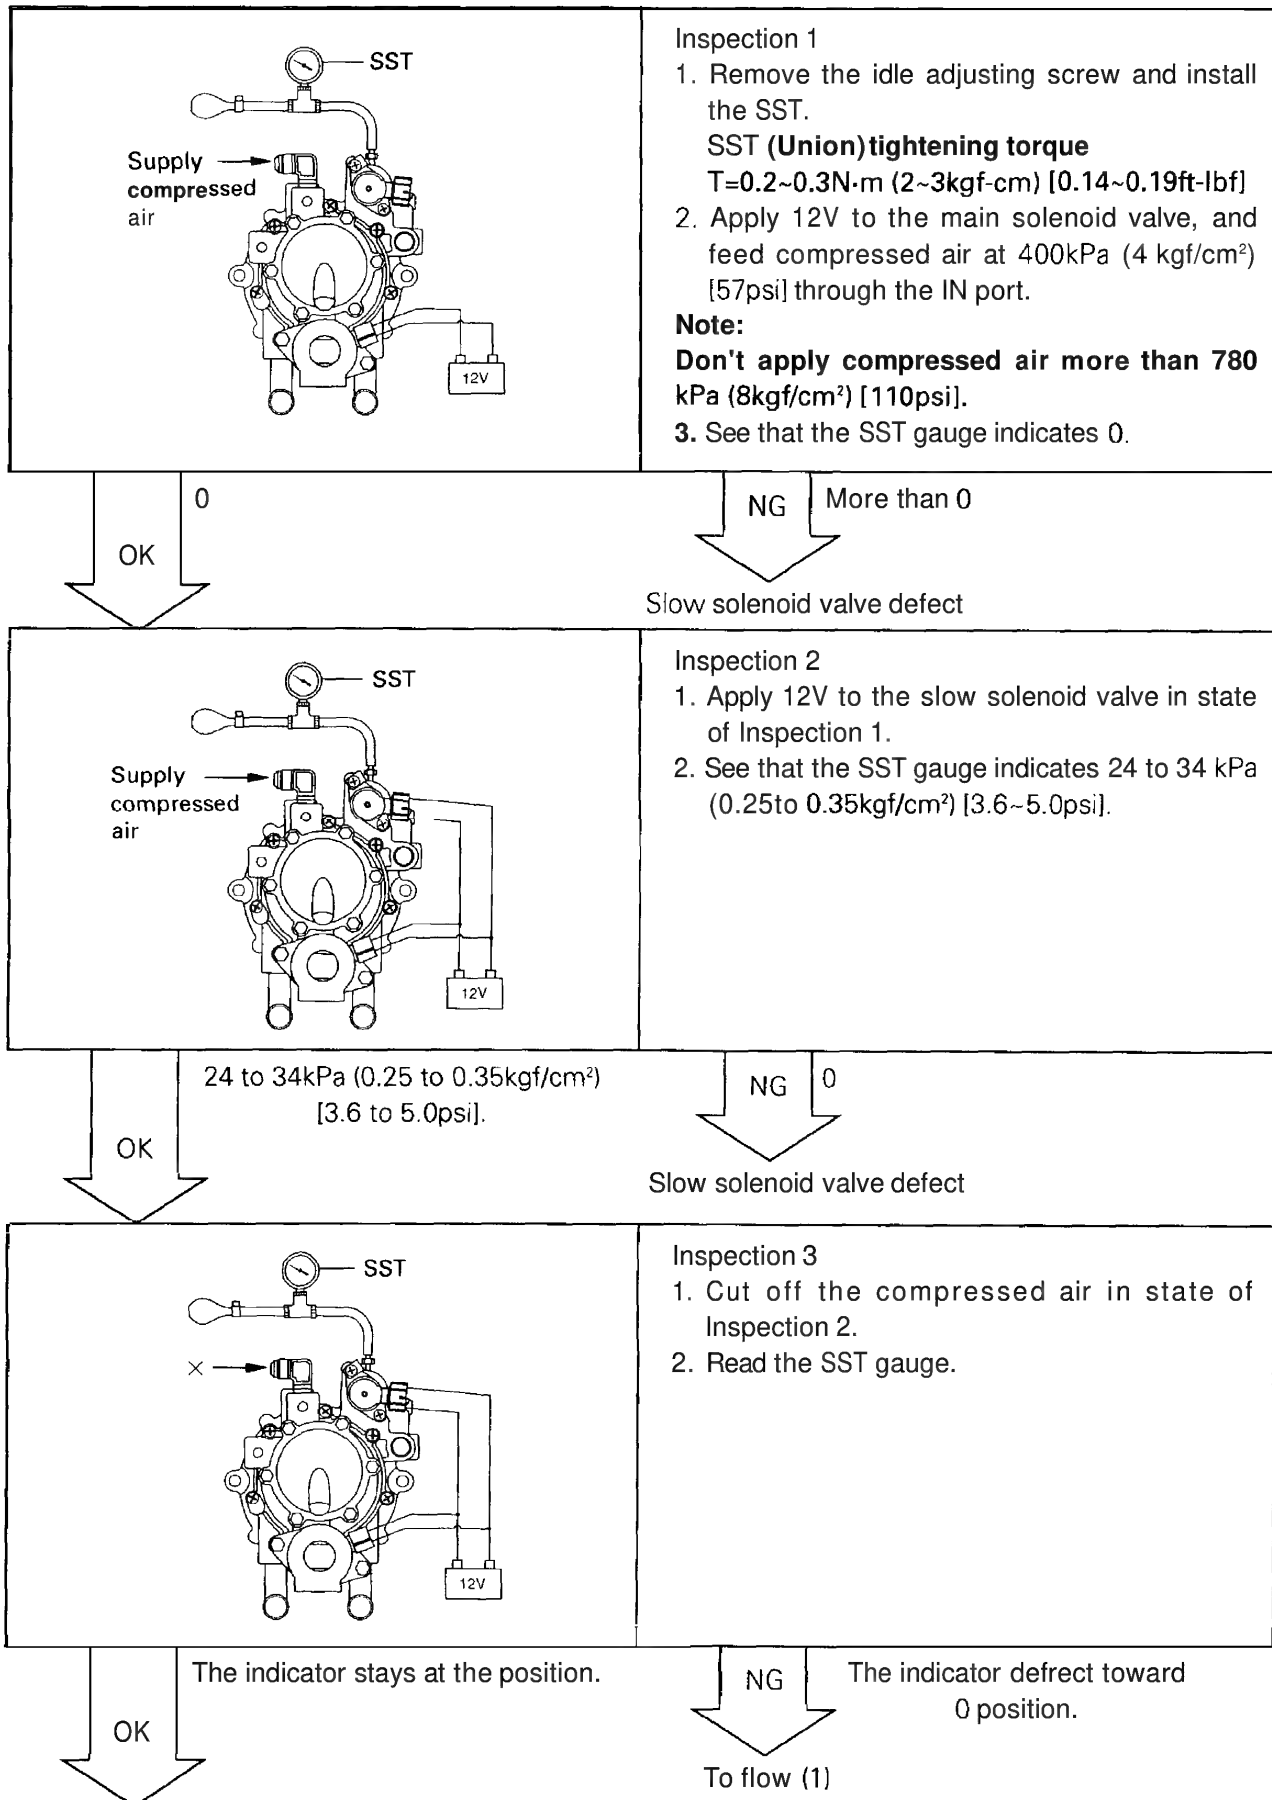 SST
Supply
compressed
air
12V
Inspection 1
1. Remove the idle adjusting screw and install
the SST.
SST (Union) tightening torque
T=0.2~0.3N·m (2~3kgf-cm) [0.14~0.19ft-lbf]
2. Apply 12V to the main solenoid valve, and
feed compressed air at 400kPa (4 kgf/cm²)
[57psi] through the IN port.
Note:
Don't apply compressed air more than 780
kPa (8kgf/cm²) [110psi].
3. See that the SST gauge indicates 0.
0
OK
NG
More than 0
Slow solenoid valve defect
SST
Supply
compressed
air
12V
Inspection 2
1. Apply 12V to the slow solenoid valve in state
of Inspection 1.
2. See that the SST gauge indicates 24 to 34 kPa
(0.25to 0.35kgf/cm²) [3.6~5.0psi].
24 to 34kPa (0.25 to 0.35kgf/cm²)
[3.6 to 5.0psi].
OK
NG
0
Slow solenoid valve defect
SST
×
12V
Inspection 3
1. Cut off the compressed air in state of
Inspection 2.
2. Read the SST gauge.
The indicator stays at the position.
OK
NG
The indicator defrect toward
0 position.
To flow (1)